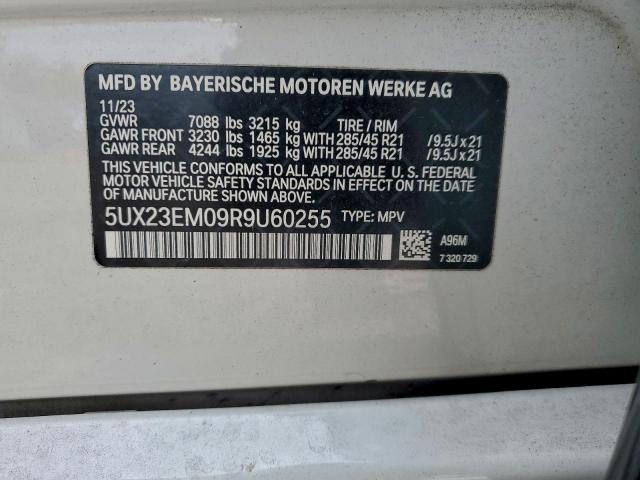 MFD BY BAYERISCHE MOTOREN WERKE AG
11/23
GVWR 7088 lbs 3215 kg TIRE / RIM
GAWR FRONT 3230 lbs 1465 kg WITH 285/45 R21 /9.5J x 21
GAWR REAR 4244 lbs 1925 kg WITH 285/45 R21 /9.5J x 21
THIS VEHICLE CONFORMS TO ALL APPLICABLE U. S. FEDERAL
MOTOR VEHICLE SAFETY STANDARDS IN EFFECT ON THE DATE OF
MANUFACTURE SHOWN ABOVE.
5UX23EM09R9U60255 TYPE: MPV
A96M
7 320 729